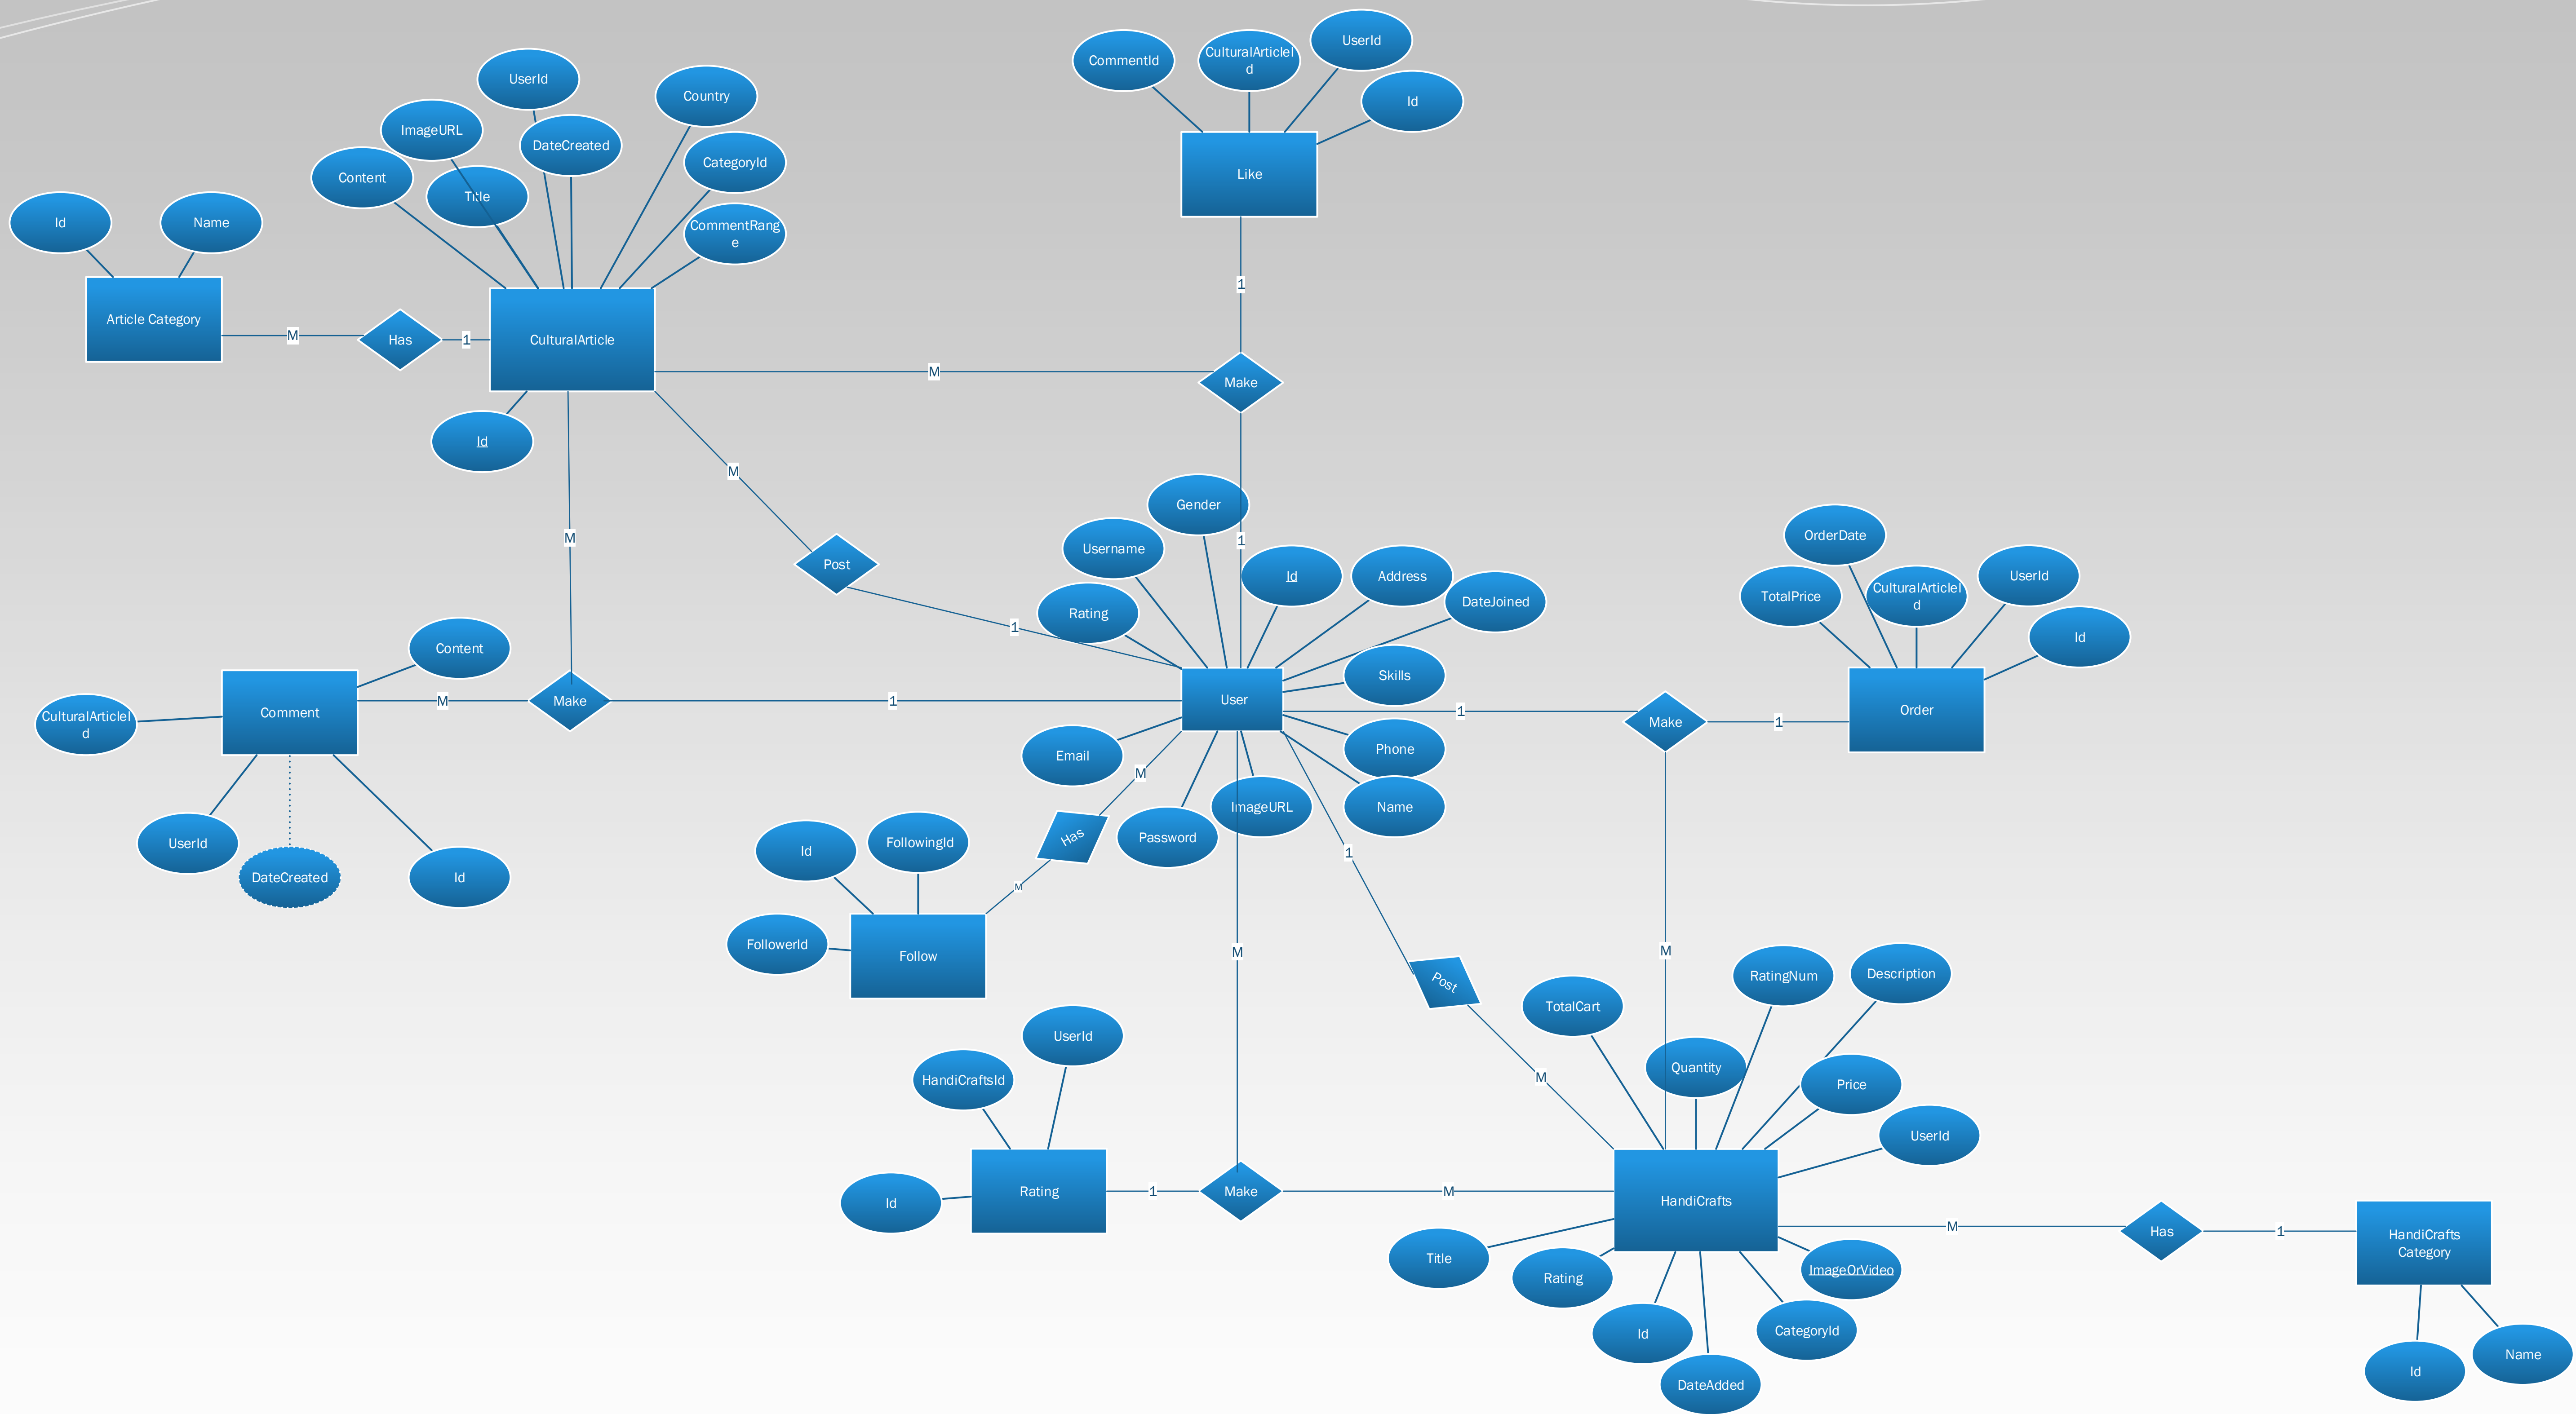 UserId
CommentId
CulturalArticleI
d
UserId
Id
Country
ImageURL
DateCreated
Content
CategoryId
Title
CommentRang
e
Like
Id
Name
Article Category
M
Has
1
CulturalArticle
1
M
Make
Id
M
M
Post
1
1
Gender
Username
Rating
Id
Address
DateJoined
Skills
User
Phone
Name
ImageURL
Password
Email
OrderDate
TotalPrice
CulturalArticleI
d
UserId
Id
1
Make
1
Order
Content
Comment
M
Make
1
CulturalArticleI
d
UserId
DateCreated
Id
M
Has
M
Id
FollowingId
FollowerId
Follow
M
1
Post
M
M
UserId
HandiCraftsId
Id
Rating
1
Make
M
TotalCart
RatingNum
Description
Quantity
Price
UserId
HandiCrafts
Title
Rating
Id
DateAdded
CategoryId
ImageOrVideo
M
Has
1
HandiCrafts
Category
Id
Name